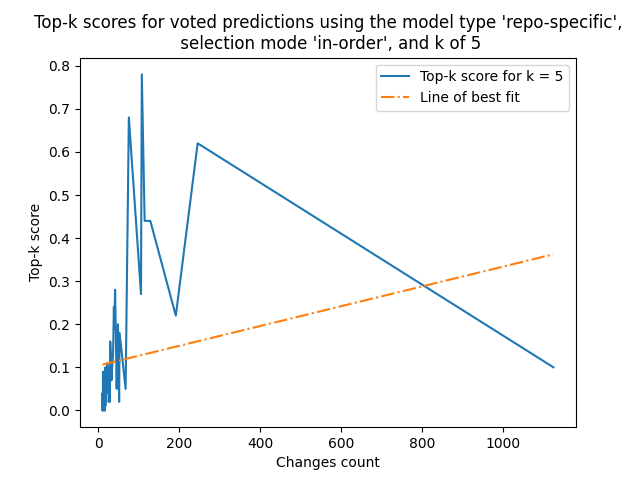 Top-k scores for voted predictions using the model type 'repo-specific',
selection mode 'in-order', and k of 5
Top-k score for k = 5
Line of best fit
Top-k score
0.8
0.7
0.6
0.5
0.4
0.3
0.2
0.1
0.0
0 200 400 600 800 1000
Changes count